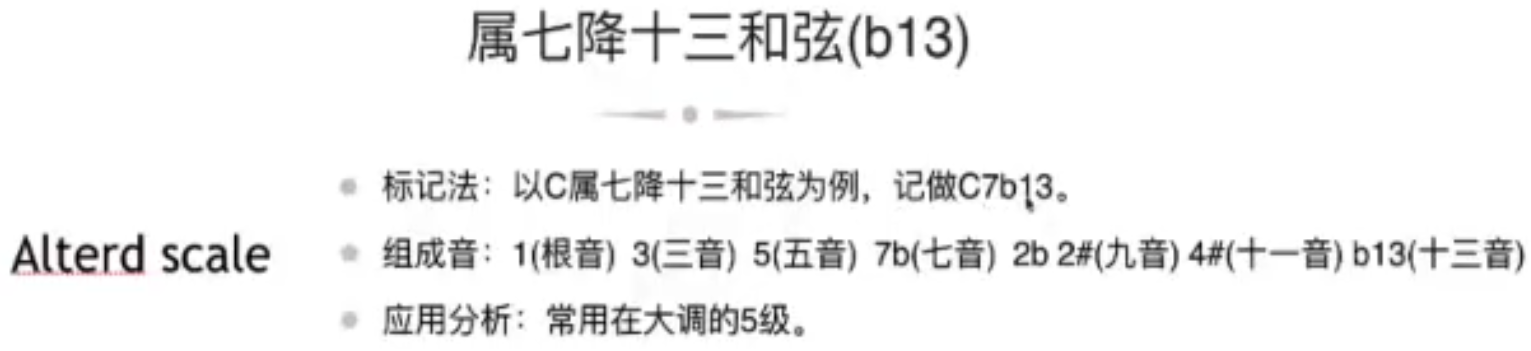 属七降十三和弦(b13)
标记法：以C属七降十三和弦为例，记做C7b13。
Alterd scale
组成音：1(根音) 3(三音) 5(五音) 7b(七音) 2b 2#(九音) 4#(十一音) b13(十三音)
应用分析：常用在大调的5级。